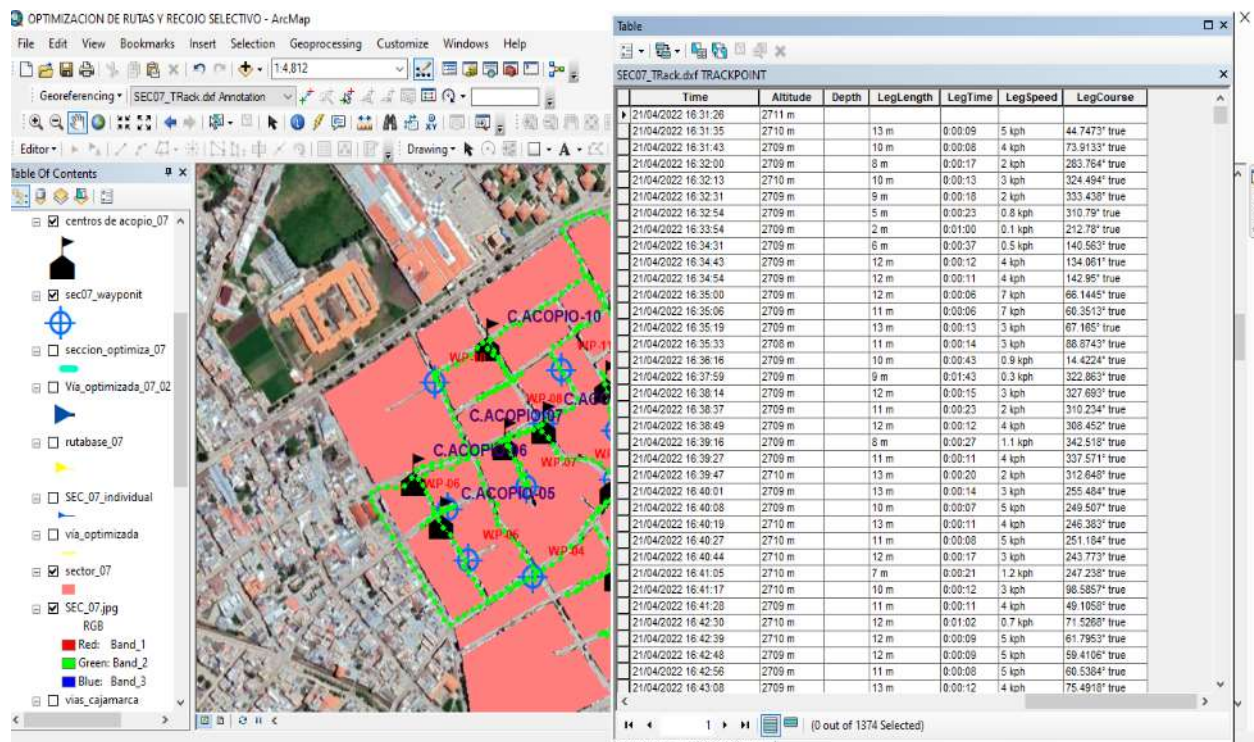 OPTIMIZACION DE RUTAS Y RECOJO SELECTIVO - ArcMap
File Edit View Bookmarks Insert Selection Geoprocessing Customize Windows Help
1:4,812
Georeferencing SEC07_TRack.dxf Annotation
Editor Drawing A
Table Of Contents
centros de acopio_07
sec07_wayponit
seccion_optimiza_07
Vía_optimizada_07_02
rutabase_07
SEC_07_individual
vía_optimizada
sector_07
SEC_07.jpg
RGB
Red: Band_1
Green: Band_2
Blue: Band_3
vias_cajamarca
C.ACOPIO-10
WP-08
C.ACOPIO-07
WP-07
WP-06
C.ACOPIO-05
WP-05
WP-04
Table
SEC07_TRack.dxf TRACKPOINT
Time Altitude Depth LegLength LegTime LegSpeed LegCourse
21/04/2022 16:31:26 2711 m
21/04/2022 16:31:35 2710 m 13 m 0:00:09 5 kph 44.7473° true
21/04/2022 16:31:43 2709 m 10 m 0:00:08 4 kph 73.9133° true
21/04/2022 16:32:00 2709 m 8 m 0:00:17 2 kph 283.764° true
21/04/2022 16:32:13 2710 m 10 m 0:00:13 3 kph 324.494° true
21/04/2022 16:32:31 2709 m 9 m 0:00:18 2 kph 333.438° true
21/04/2022 16:32:54 2709 m 5 m 0:00:23 0.8 kph 310.79° true
21/04/2022 16:33:54 2709 m 2 m 0:01:00 0.1 kph 212.78° true
21/04/2022 16:34:31 2709 m 6 m 0:00:37 0.5 kph 140.563° true
21/04/2022 16:34:43 2709 m 12 m 0:00:12 4 kph 134.061° true
21/04/2022 16:34:54 2709 m 12 m 0:00:11 4 kph 142.95° true
21/04/2022 16:35:00 2709 m 12 m 0:00:06 7 kph 66.1445° true
21/04/2022 16:35:06 2709 m 11 m 0:00:06 7 kph 60.3513° true
21/04/2022 16:35:19 2709 m 13 m 0:00:13 3 kph 67.165° true
21/04/2022 16:35:33 2708 m 11 m 0:00:14 3 kph 88.8743° true
21/04/2022 16:36:16 2709 m 10 m 0:00:43 0.9 kph 14.4224° true
21/04/2022 16:37:59 2709 m 9 m 0:01:43 0.3 kph 322.863° true
21/04/2022 16:38:14 2709 m 12 m 0:00:15 3 kph 327.693° true
21/04/2022 16:38:37 2709 m 11 m 0:00:23 2 kph 310.234° true
21/04/2022 16:38:49 2709 m 12 m 0:00:12 4 kph 308.452° true
21/04/2022 16:39:16 2709 m 8 m 0:00:27 1.1 kph 342.518° true
21/04/2022 16:39:27 2709 m 11 m 0:00:11 4 kph 337.571° true
21/04/2022 16:39:47 2710 m 13 m 0:00:20 2 kph 312.648° true
21/04/2022 16:40:01 2709 m 13 m 0:00:14 3 kph 255.484° true
21/04/2022 16:40:08 2709 m 10 m 0:00:07 5 kph 249.507° true
21/04/2022 16:40:19 2710 m 13 m 0:00:11 4 kph 246.383° true
21/04/2022 16:40:27 2710 m 11 m 0:00:08 5 kph 251.184° true
21/04/2022 16:40:44 2710 m 12 m 0:00:17 3 kph 243.773° true
21/04/2022 16:41:05 2710 m 7 m 0:00:21 1.2 kph 247.238° true
21/04/2022 16:41:17 2710 m 10 m 0:00:12 3 kph 98.5857° true
21/04/2022 16:41:28 2709 m 11 m 0:00:11 4 kph 49.1058° true
21/04/2022 16:42:30 2710 m 12 m 0:01:02 0.7 kph 71.5268° true
21/04/2022 16:42:39 2710 m 12 m 0:00:09 5 kph 61.7953° true
21/04/2022 16:42:48 2710 m 12 m 0:00:09 5 kph 59.4106° true
21/04/2022 16:42:56 2709 m 11 m 0:00:08 5 kph 60.5384° true
21/04/2022 16:43:08 2709 m 13 m 0:00:12 4 kph 75.4918° true
1 (0 out of 1374 Selected)